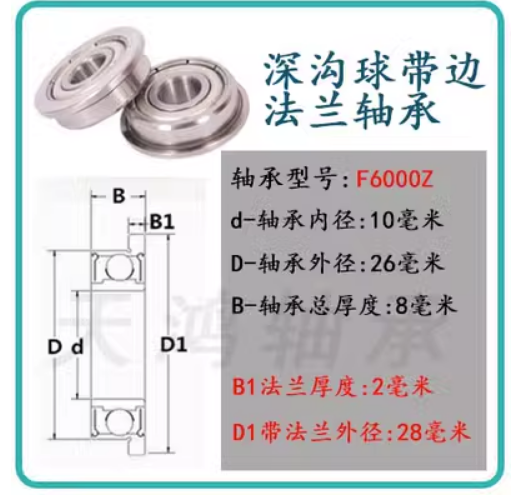 深沟球带边
法兰轴承
轴承型号:F6000Z
d-轴承内径:10毫米
D-轴承外径:26毫米
B-轴承总厚度:8毫米
B1法兰厚度:2毫米
D1带法兰外径:28毫米
B
B1
D
d
D1
天鸿轴承